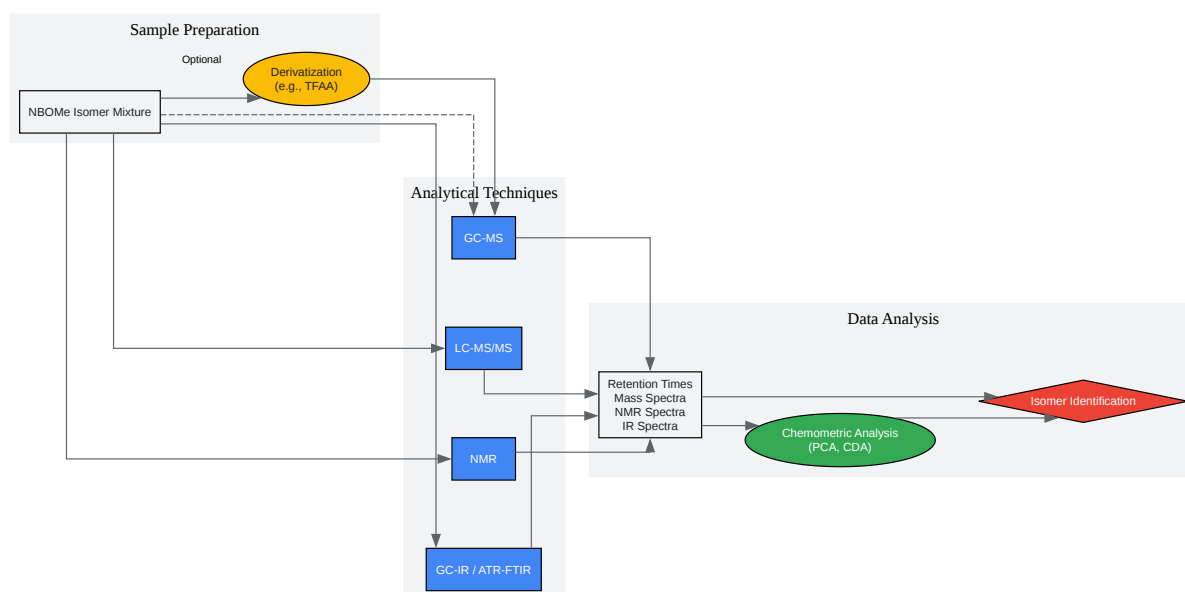 Sample Preparation
Optional
Derivatization
(e.g., TFAA)
NBOMe Isomer Mixture
Analytical Techniques
GC-MS
LC-MS/MS
NMR
GC-IR / ATR-FTIR
Data Analysis
Retention Times
Mass Spectra
NMR Spectra
IR Spectra
Chemometric Analysis
(PCA, CDA)
Isomer Identification